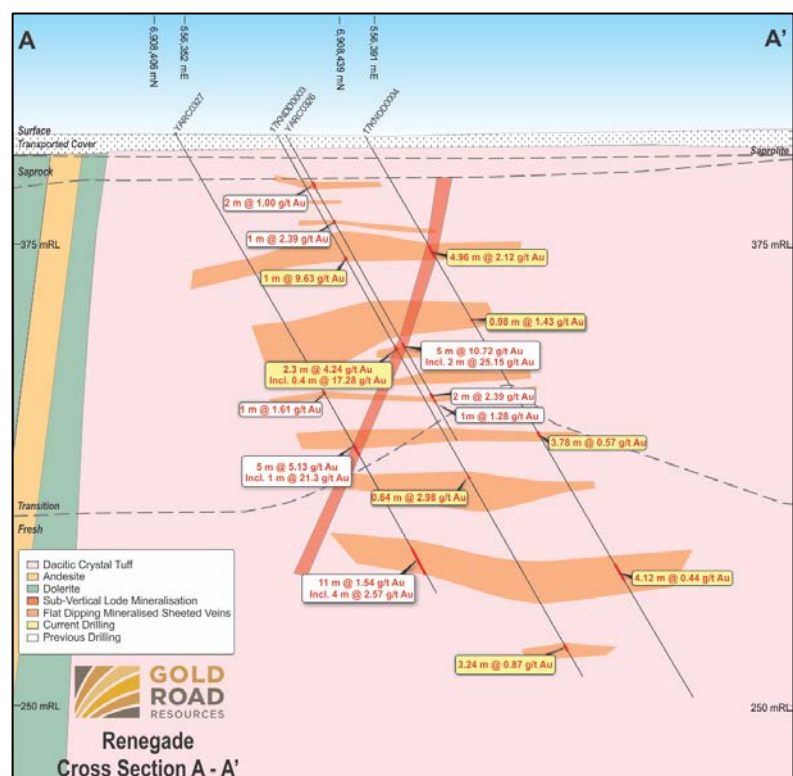 A
A'
6,908,406 mN
556,352 mE
6,908,439 mN
556,391 mE
YARC0327
17KNDD0003
YARC0326
17KNDD0004
Surface
Transported Cover
Saprolite
Saprock
2 m @ 1.00 g/t Au
1 m @ 2.39 g/t Au
375 mRL
375 mRL
4.96 m @ 2.12 g/t Au
1 m @ 9.63 g/t Au
0.98 m @ 1.43 g/t Au
5 m @ 10.72 g/t Au
Incl. 2 m @ 25.15 g/t Au
2.3 m @ 4.24 g/t Au
Incl. 0.4 m @ 17.28 g/t Au
2 m @ 2.39 g/t Au
1 m @ 1.61 g/t Au
1m @ 1.28 g/t Au
3.78 m @ 0.57 g/t Au
5 m @ 5.13 g/t Au
Incl. 1 m @ 21.3 g/t Au
0.64 m @ 2.98 g/t Au
Transition
Fresh
Dacitic Crystal Tuff
Andesite
Dolerite
Sub-Vertical Lode Mineralisation
Flat Dipping Mineralised Sheeted Veins
Current Drilling
Previous Drilling
11 m @ 1.54 g/t Au
Incl. 4 m @ 2.57 g/t Au
4.12 m @ 0.44 g/t Au
3.24 m @ 0.87 g/t Au
GOLD
ROAD
RESOURCES
250 mRL
250 mRL
Renegade
Cross Section A - A'